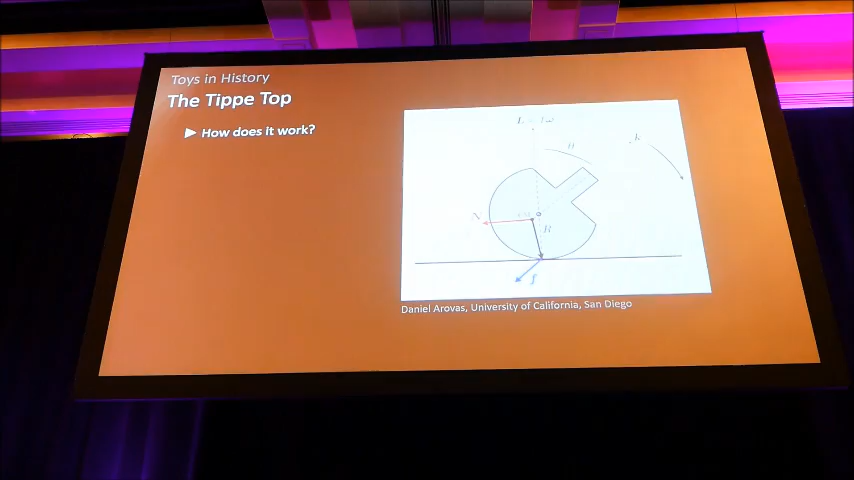 Toys in History
The Tippe Top
► How does it work?
N
R
f
Daniel Arovas, University of California, San Diego